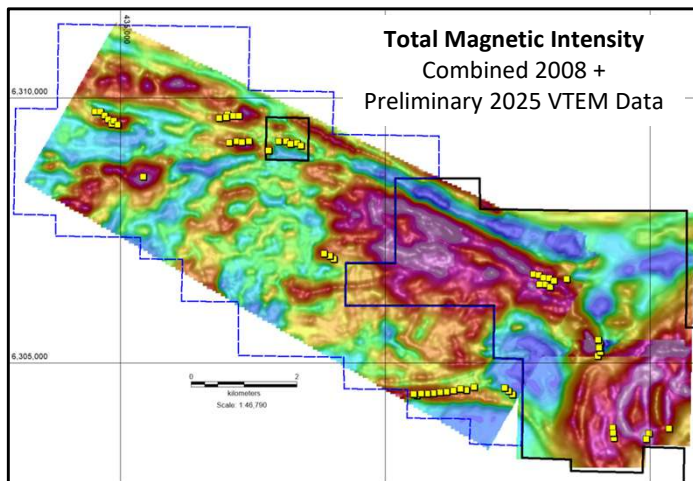 Total Magnetic Intensity
Combined 2008 +
Preliminary 2025 VTEM Data
6,310,000
6,305,000
0
2
kilometers
Scale: 1:46,790